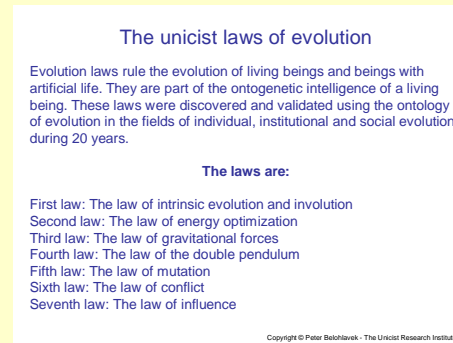 The unicist laws of evolution
Evolution laws rule the evolution of living beings and beings with
artificial life. They are part of the ontogenetic intelligence of a living
being. These laws were discovered and validated using the ontology
of evolution in the fields of individual, institutional and social evolution
during 20 years.
The laws are:
First law: The law of intrinsic evolution and involution
Second law: The law of energy optimization
Third law: The law of gravitational forces
Fourth law: The law of the double pendulum
Fifth law: The law of mutation
Sixth law: The law of conflict
Seventh law: The law of influence
Copyright © Peter Belohlavek - The Unicist Research Institut